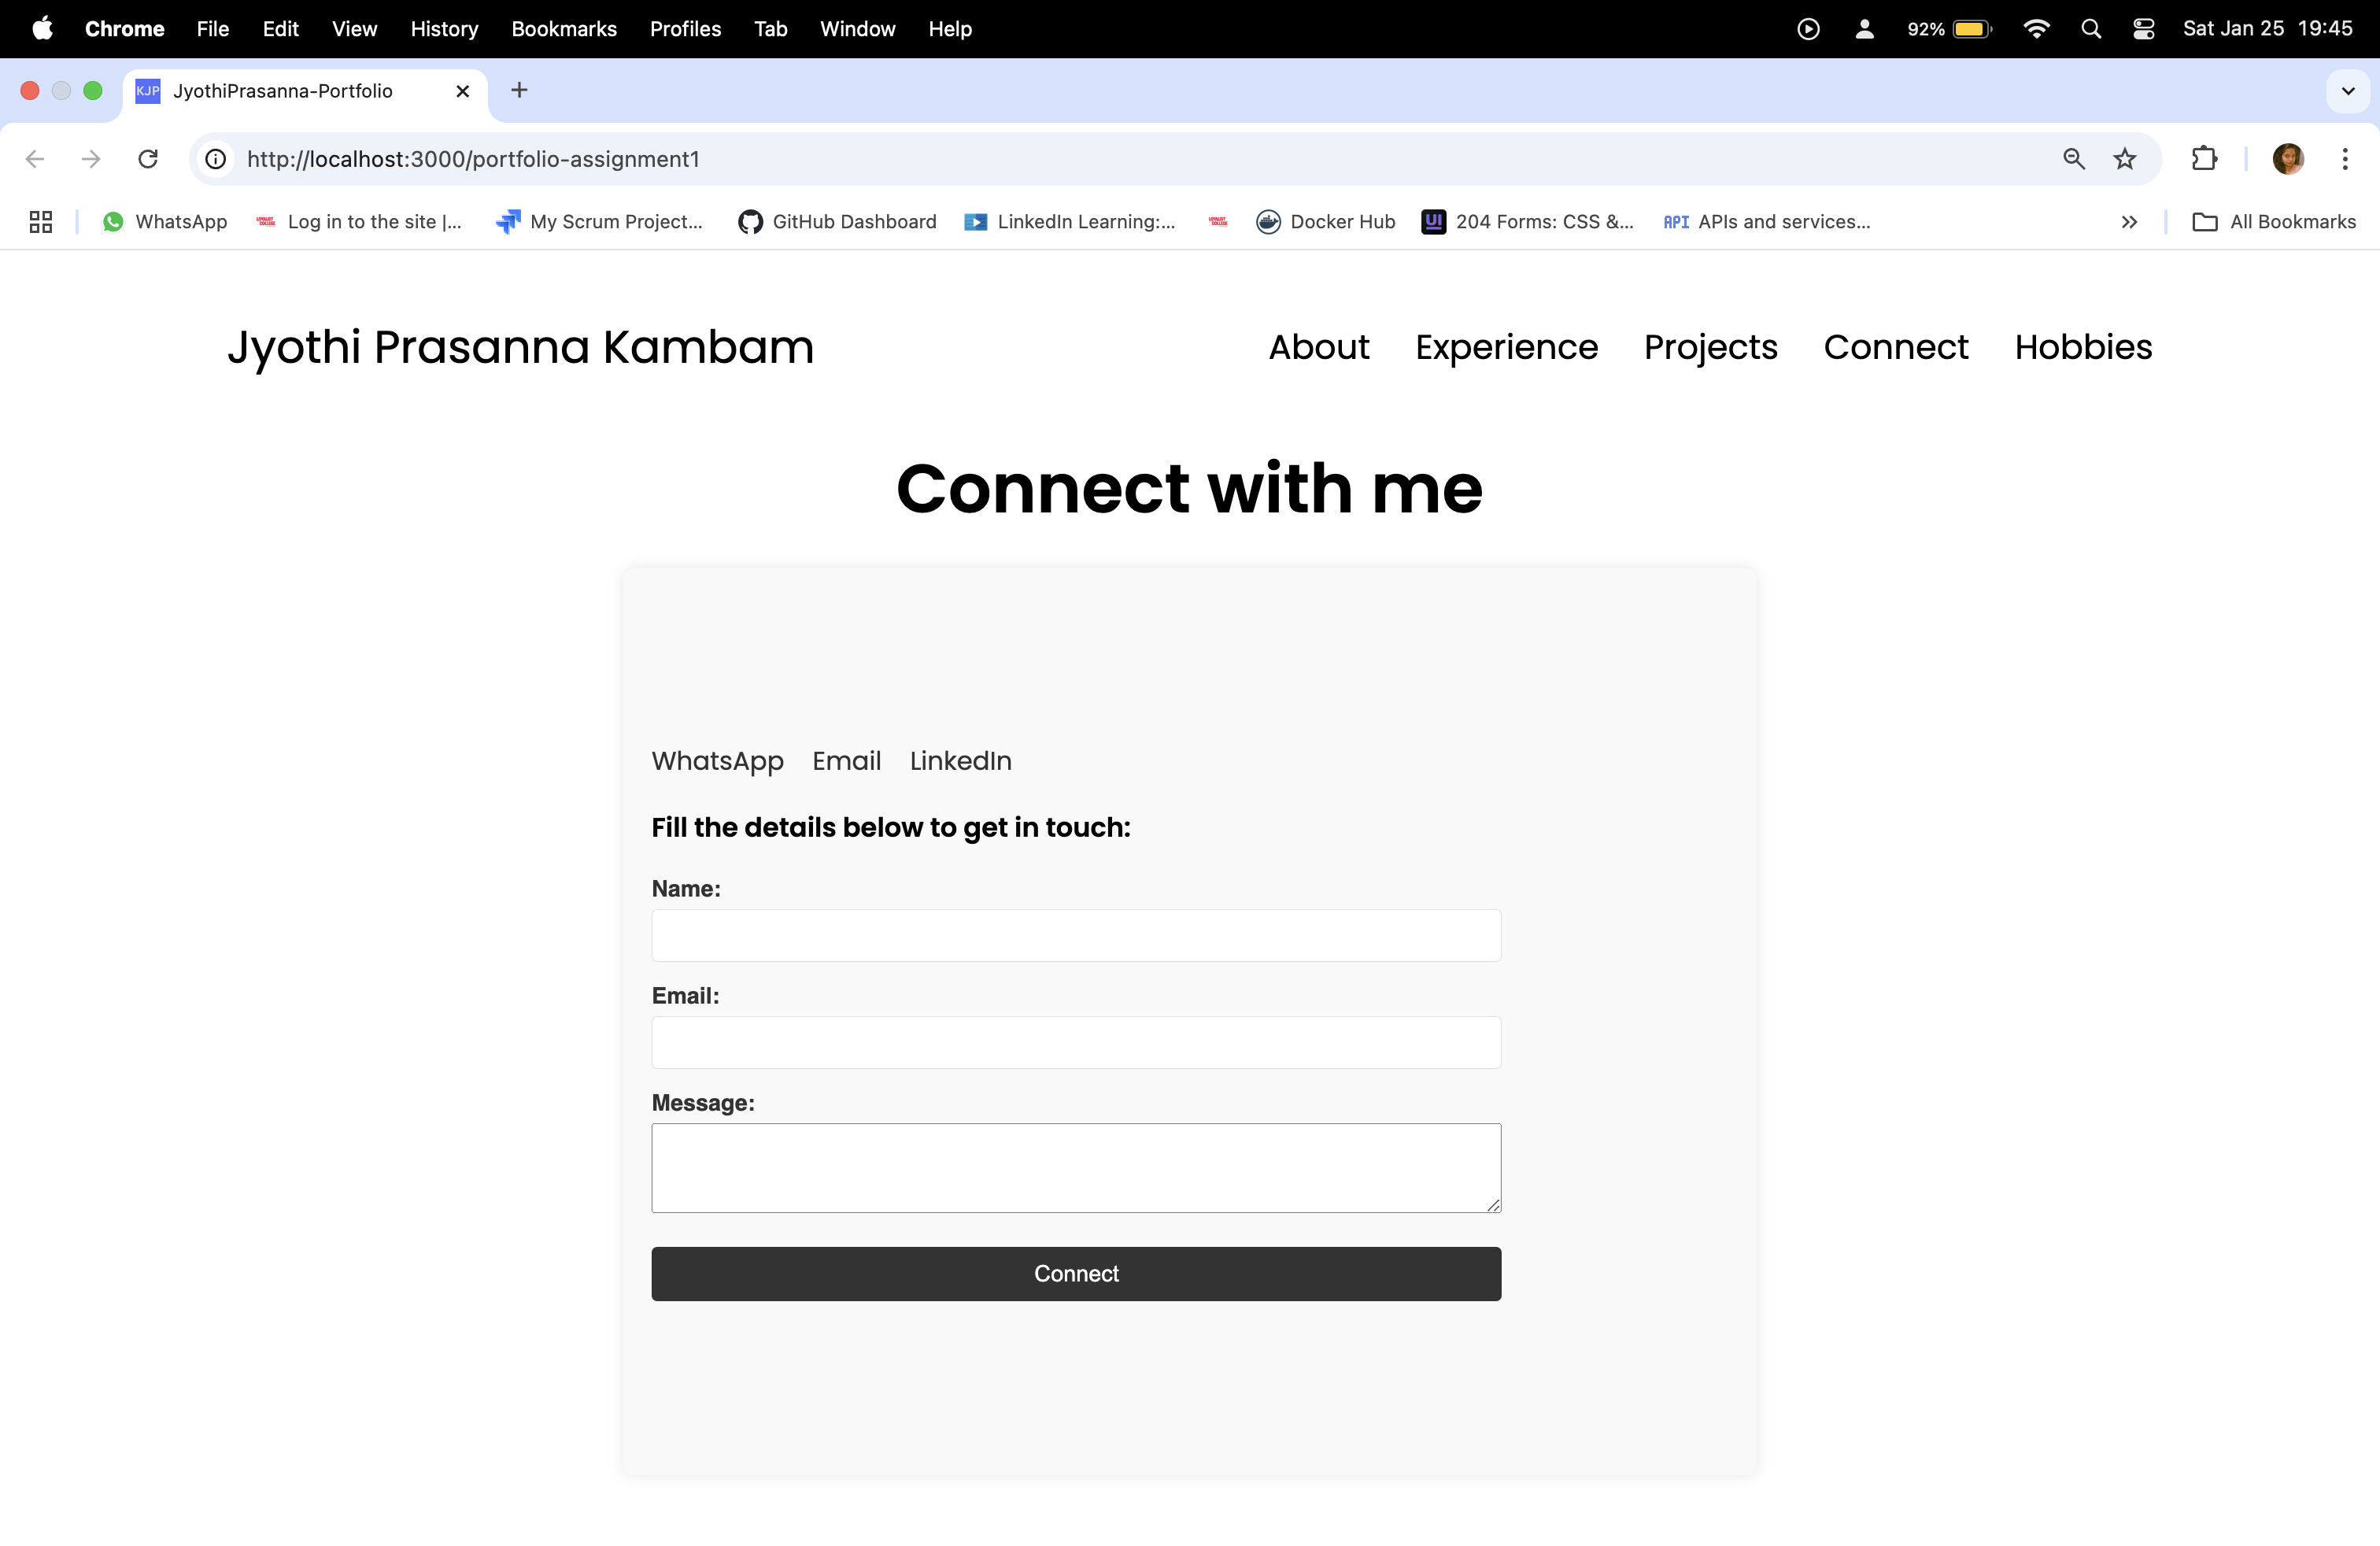 Chrome File Edit View History Bookmarks Profiles Tab Window Help 92% Sat Jan 25 19:45
KJP JyothiPrasanna-Portfolio
http://localhost:3000/portfolio-assignment1
WhatsApp Log in to the site |... My Scrum Project... GitHub Dashboard LinkedIn Learning:... Docker Hub UI 204 Forms: CSS &... API APIs and services... All Bookmarks
Jyothi Prasanna Kambam About Experience Projects Connect Hobbies
Connect with me
WhatsApp Email LinkedIn
Fill the details below to get in touch:
Name:
Email:
Message:
Connect